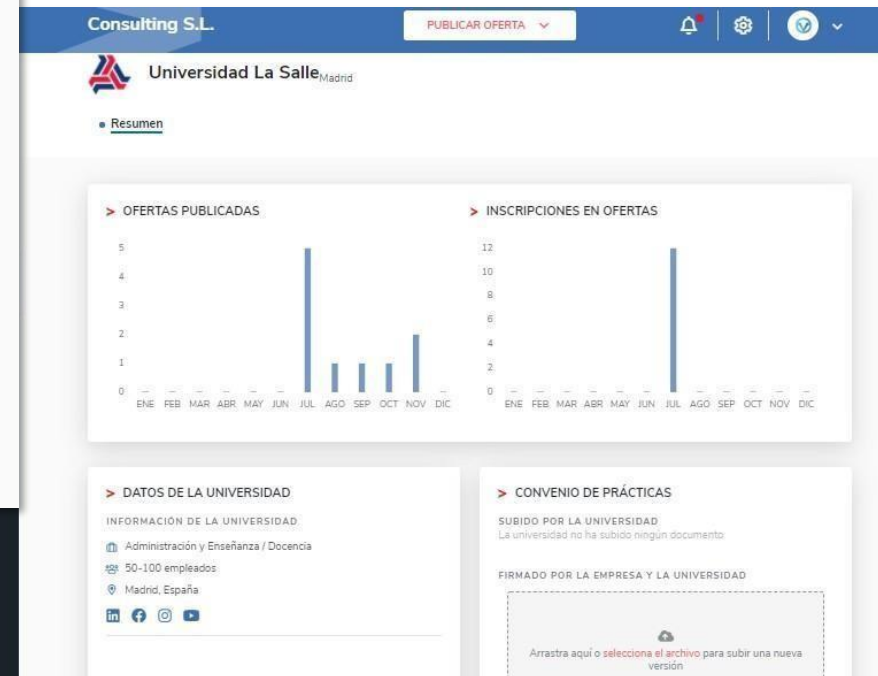 Consulting S.L.
PUBLICAR OFERTA
Universidad La Salle Madrid
Resumen
> OFERTAS PUBLICADAS
5
4
3
2
1
0
ENE FEB MAR ABR MAY JUN JUL AGO SEP OCT NOV DIC
> INSCRIPCIONES EN OFERTAS
12
10
8
6
4
2
0
ENE FEB MAR ABR MAY JUN JUL AGO SEP OCT NOV DIC
> DATOS DE LA UNIVERSIDAD
INFORMACIÓN DE LA UNIVERSIDAD
Administración y Enseñanza / Docencia
50-100 empleados
Madrid, España
> CONVENIO DE PRÁCTICAS
SUBIDO POR LA UNIVERSIDAD
La universidad no ha subido ningún documento
FIRMADO POR LA EMPRESA Y LA UNIVERSIDAD
Arrastra aquí o selecciona el archivo para subir una nueva
versión